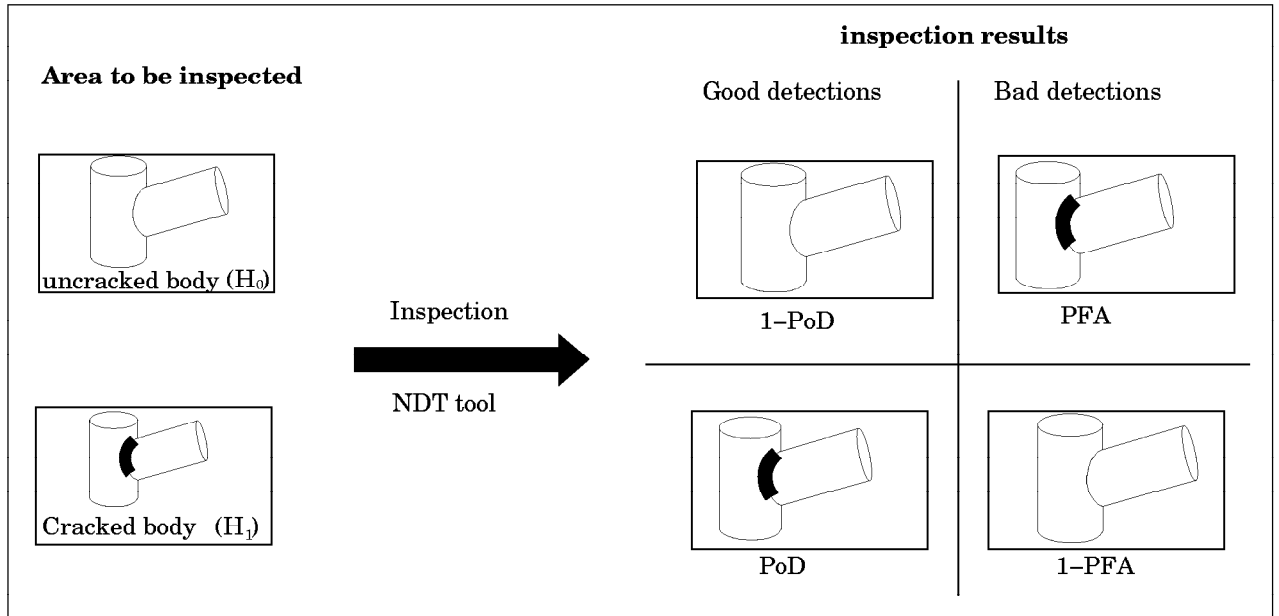 Area to be inspected
uncracked body (H₀)
Cracked body (H₁)
Inspection
NDT tool
inspection results
Good detections
Bad detections
1–PoD
PFA
PoD
1–PFA